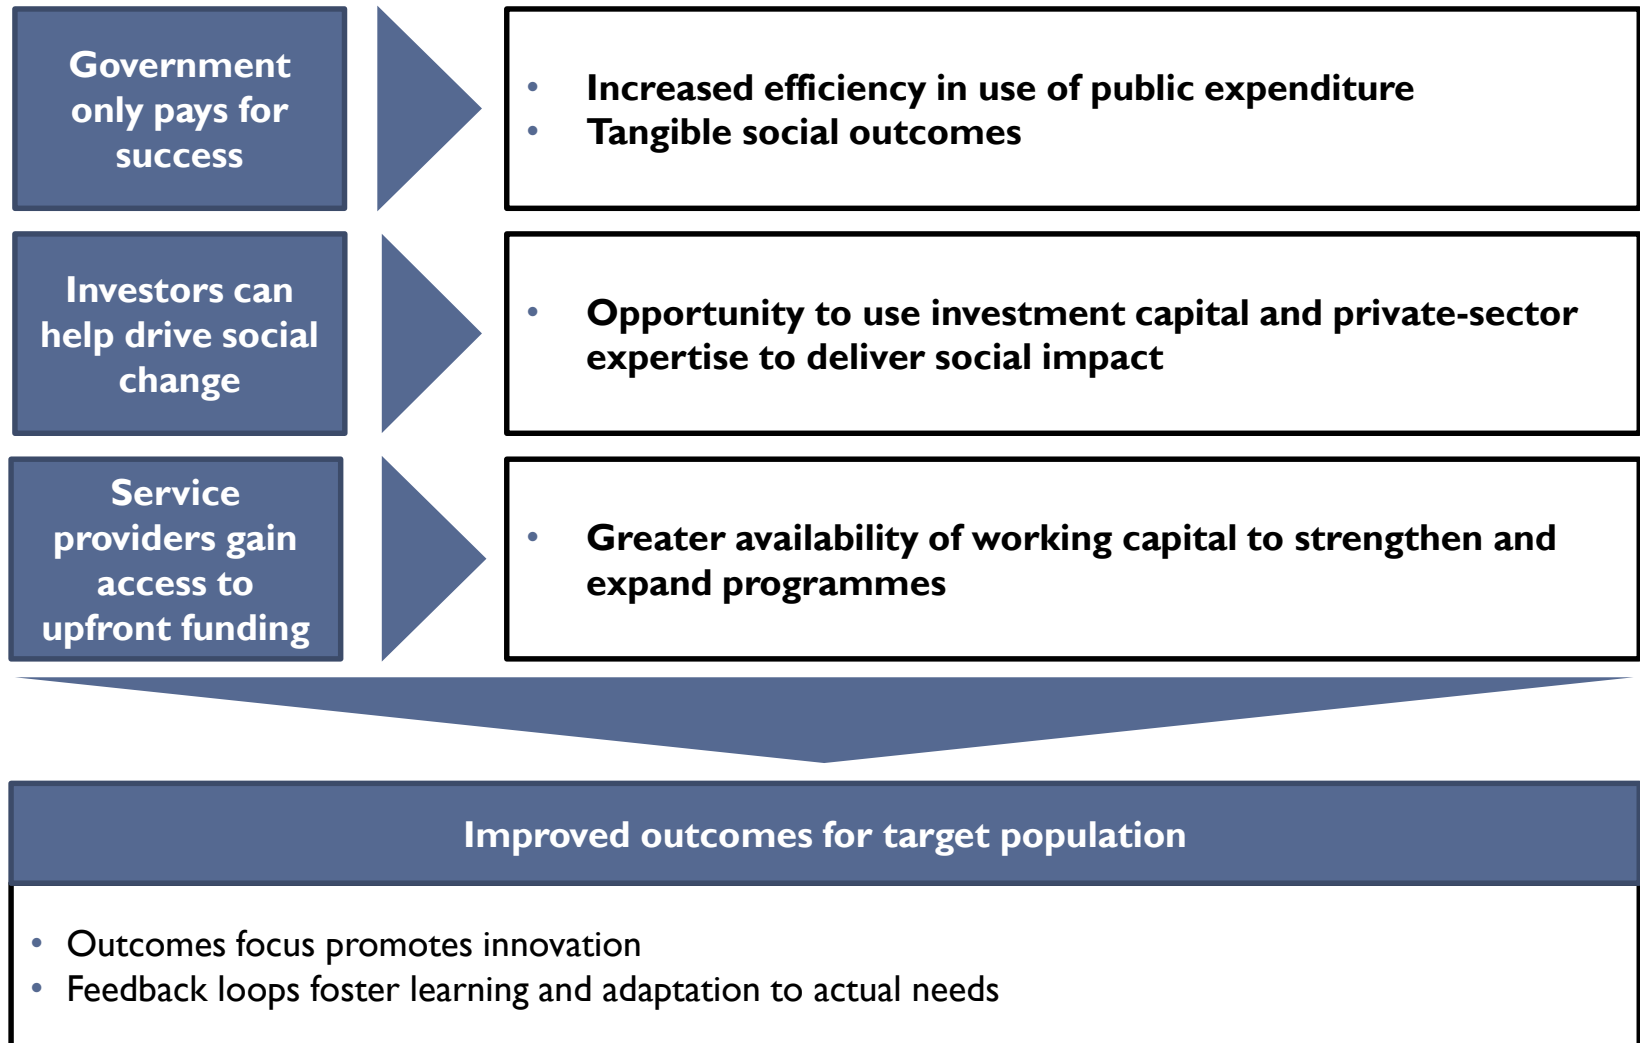 Government
only pays for
success
• Increased efficiency in use of public expenditure
• Tangible social outcomes
Investors can
help drive social
change
• Opportunity to use investment capital and private-sector
expertise to deliver social impact
Service
providers gain
access to
upfront funding
• Greater availability of working capital to strengthen and
expand programmes
Improved outcomes for target population
• Outcomes focus promotes innovation
• Feedback loops foster learning and adaptation to actual needs